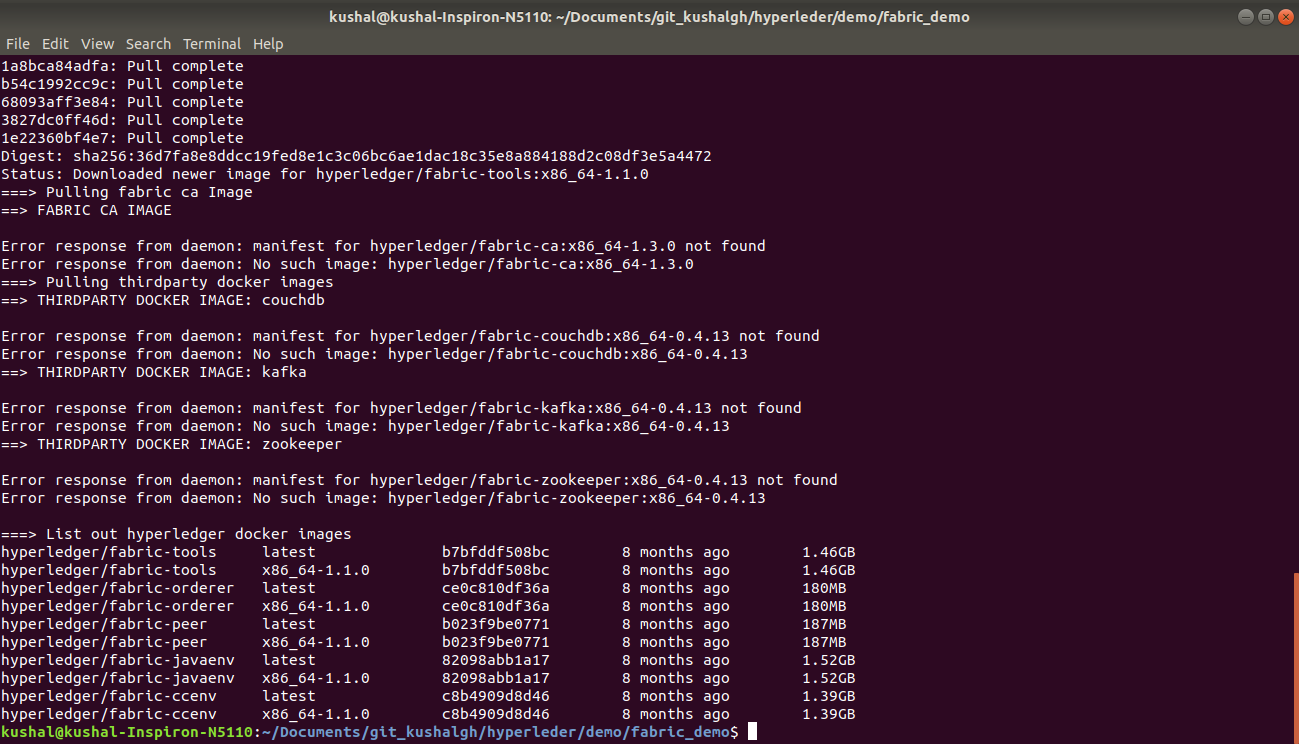 kushal@kushal-Inspiron-N5110: ~/Documents/git_kushalgh/hyperleder/demo/fabric_demo
File Edit View Search Terminal Help
1a8bca84adfa: Pull complete
b54c1992cc9c: Pull complete
68093aff3e84: Pull complete
3827dc0ff46d: Pull complete
1e22360bf4e7: Pull complete
Digest: sha256:36d7fa8e8ddcc19fed8e1c3c06bc6ae1dac18c35e8a884188d2c08df3e5a4472
Status: Downloaded newer image for hyperledger/fabric-tools:x86_64-1.1.0
===> Pulling fabric ca Image
==> FABRIC CA IMAGE
Error response from daemon: manifest for hyperledger/fabric-ca:x86_64-1.3.0 not found
Error response from daemon: No such image: hyperledger/fabric-ca:x86_64-1.3.0
===> Pulling thirdparty docker images
==> THIRDPARTY DOCKER IMAGE: couchdb
Error response from daemon: manifest for hyperledger/fabric-couchdb:x86_64-0.4.13 not found
Error response from daemon: No such image: hyperledger/fabric-couchdb:x86_64-0.4.13
==> THIRDPARTY DOCKER IMAGE: kafka
Error response from daemon: manifest for hyperledger/fabric-kafka:x86_64-0.4.13 not found
Error response from daemon: No such image: hyperledger/fabric-kafka:x86_64-0.4.13
==> THIRDPARTY DOCKER IMAGE: zookeeper
Error response from daemon: manifest for hyperledger/fabric-zookeeper:x86_64-0.4.13 not found
Error response from daemon: No such image: hyperledger/fabric-zookeeper:x86_64-0.4.13
===> List out hyperledger docker images
hyperledger/fabric-tools latest b7bfddf508bc 8 months ago 1.46GB
hyperledger/fabric-tools x86_64-1.1.0 b7bfddf508bc 8 months ago 1.46GB
hyperledger/fabric-orderer latest ce0c810df36a 8 months ago 180MB
hyperledger/fabric-orderer x86_64-1.1.0 ce0c810df36a 8 months ago 180MB
hyperledger/fabric-peer latest b023f9be0771 8 months ago 187MB
hyperledger/fabric-peer x86_64-1.1.0 b023f9be0771 8 months ago 187MB
hyperledger/fabric-javaenv latest 82098abb1a17 8 months ago 1.52GB
hyperledger/fabric-javaenv x86_64-1.1.0 82098abb1a17 8 months ago 1.52GB
hyperledger/fabric-ccenv latest c8b4909d8d46 8 months ago 1.39GB
hyperledger/fabric-ccenv x86_64-1.1.0 c8b4909d8d46 8 months ago 1.39GB
kushal@kushal-Inspiron-N5110:~/Documents/git_kushalgh/hyperleder/demo/fabric_demo$